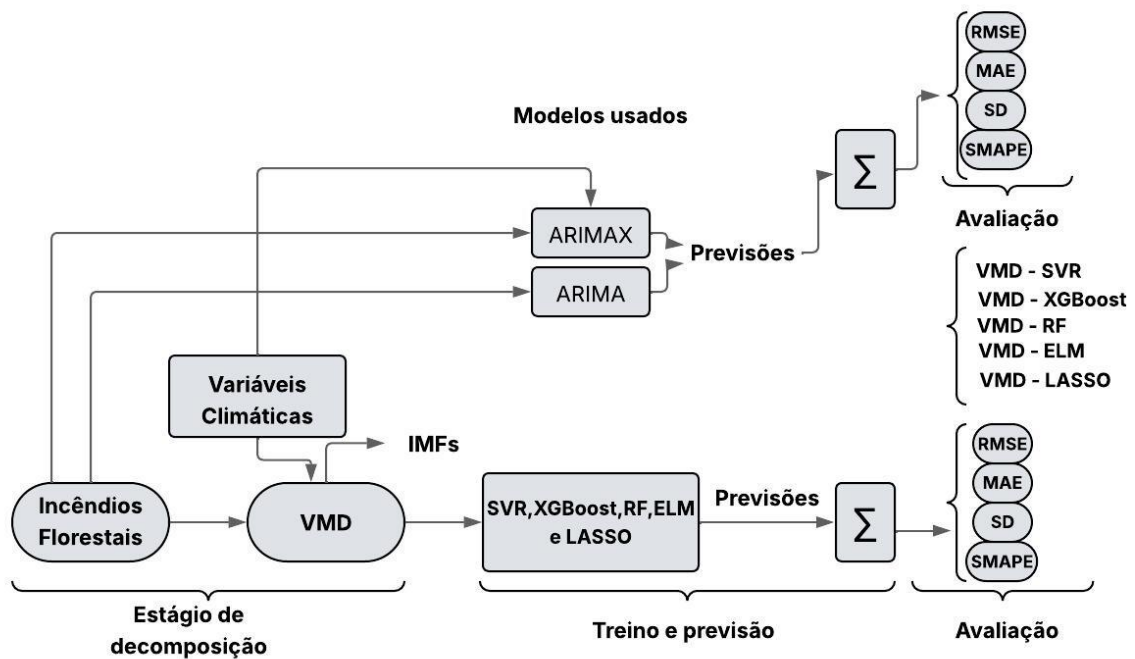 RMSE
MAE
SD
SMAPE
Avaliação
Modelos usados
∑
ARIMAX
Previsões
ARIMA
VMD - SVR
VMD - XGBoost
VMD - RF
VMD - ELM
VMD - LASSO
Variáveis
Climáticas
IMFs
Incêndios
Florestais
VMD
SVR,XGBoost,RF,ELM
e LASSO
Previsões
∑
RMSE
MAE
SD
SMAPE
Estágio de
decomposição
Treino e previsão
Avaliação